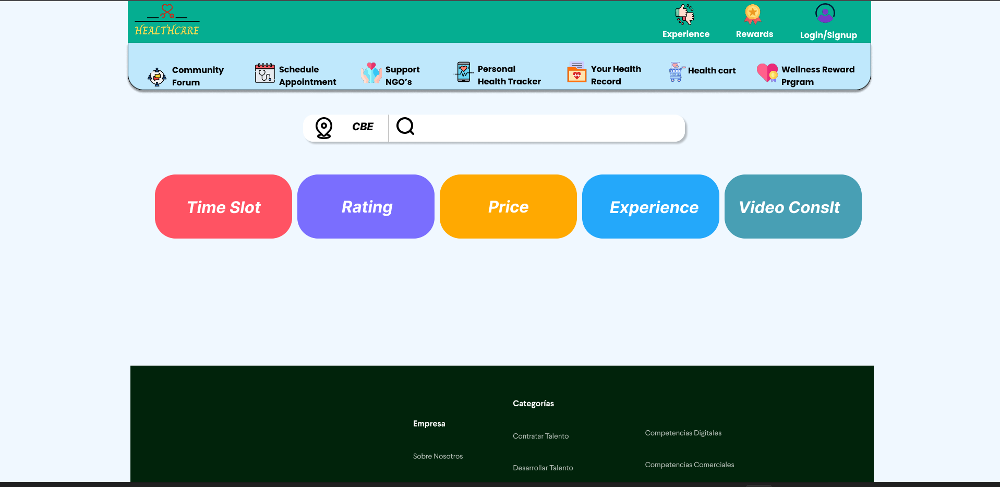 HEALTHCARE
Experience
Rewards
Login/Signup
Community
Forum
Schedule
Appointment
Support
NGO’s
Personal
Health Tracker
Your Health
Record
Health cart
Wellness Reward
Prgram
CBE
Time Slot
Rating
Price
Experience
Video Conslt
Empresa
Sobre Nosotros
Categorías
Contratar Talento
Desarrollar Talento
Competencias Digitales
Competencias Comerciales